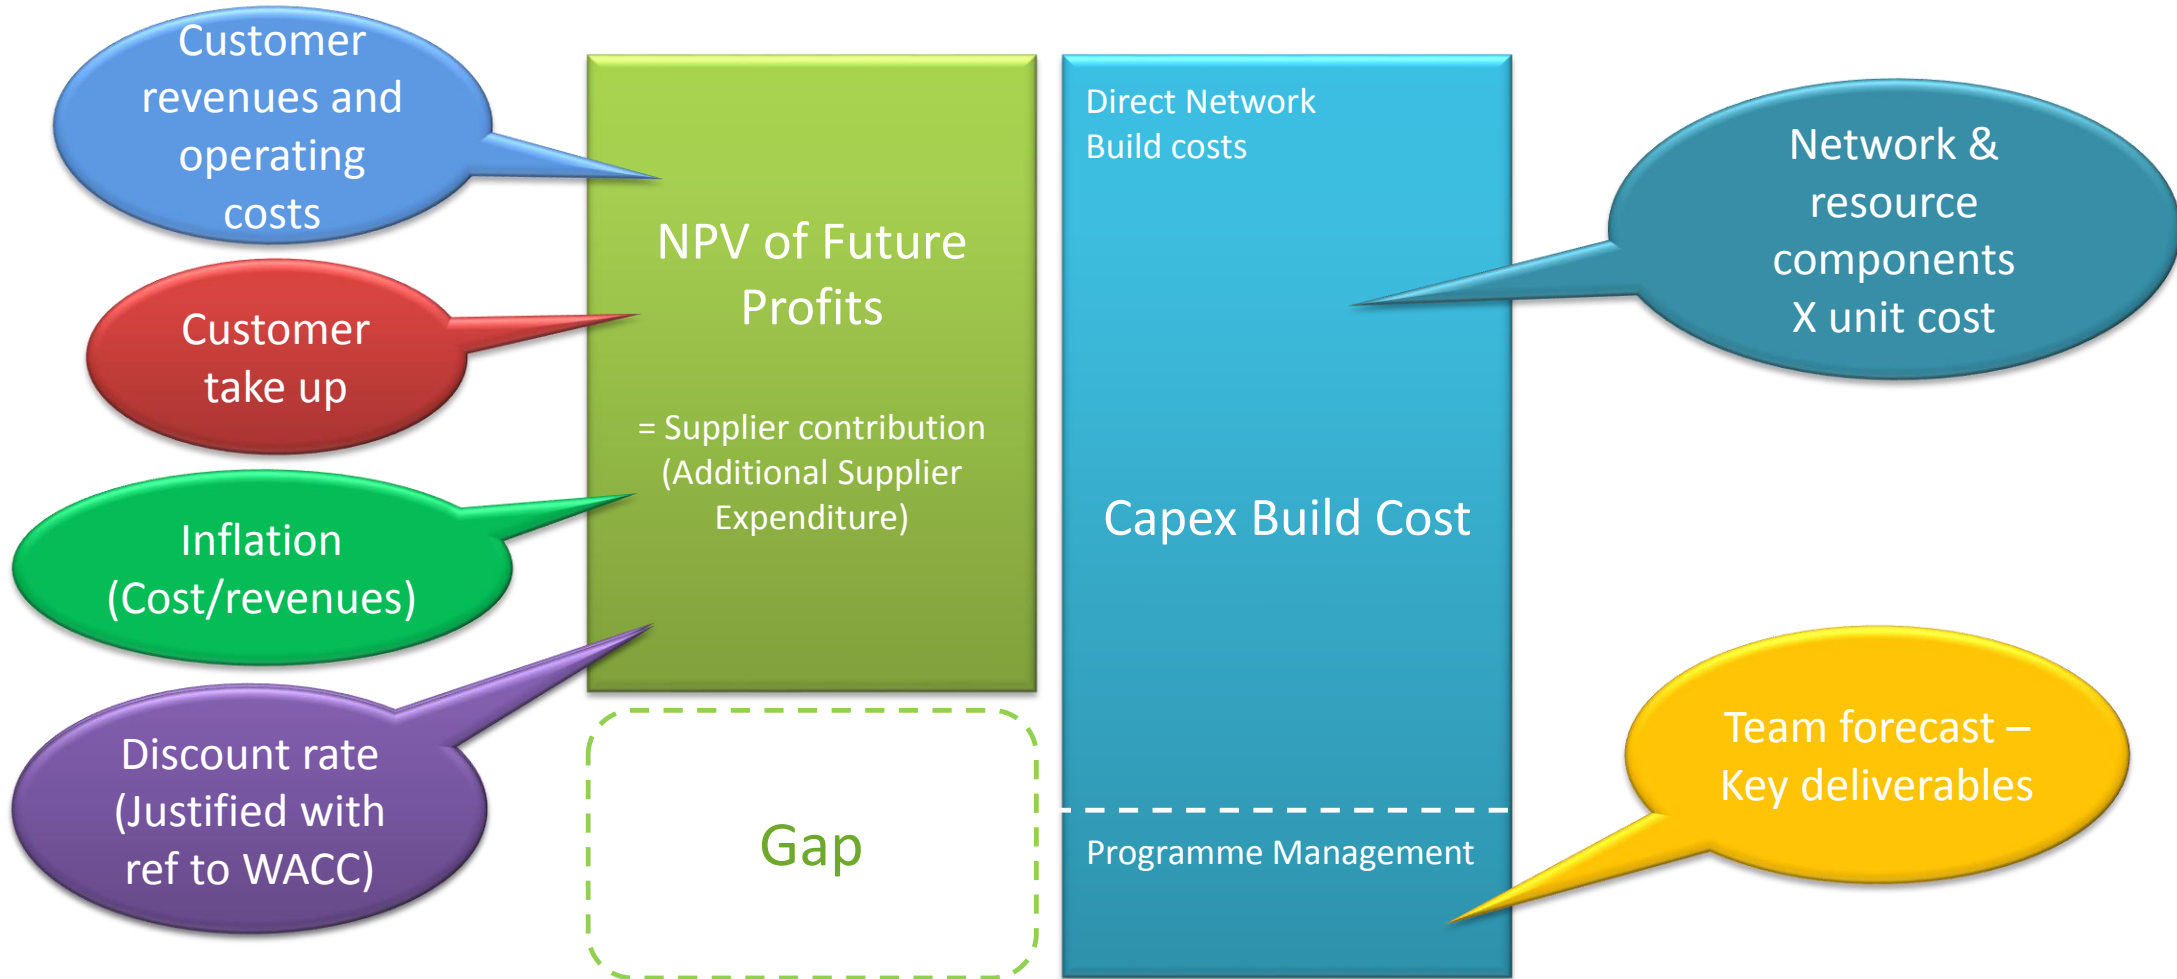 Customer
revenues and
operating
costs
Customer
take up
Inflation
(Cost/revenues)
Discount rate
(Justified with
ref to WACC)
NPV of Future
Profits
= Supplier contribution
(Additional Supplier
Expenditure)
Gap
Direct Network
Build costs
Capex Build Cost
Programme Management
Network &
resource
components
X unit cost
Team forecast –
Key deliverables